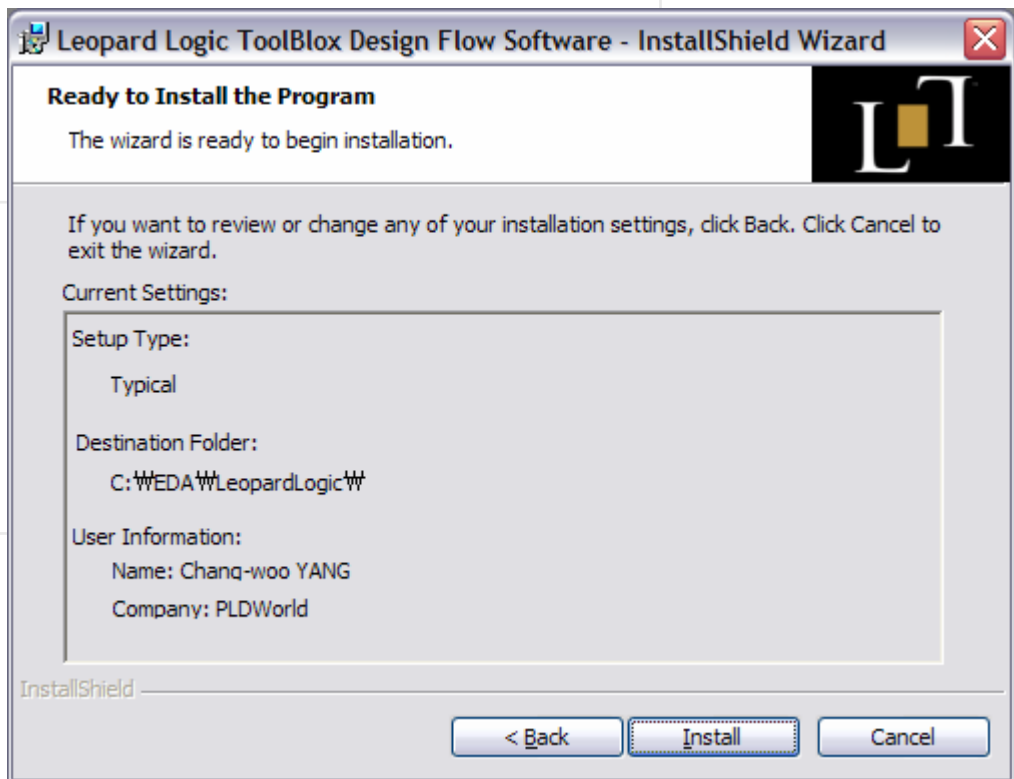 Leopard Logic ToolBlox Design Flow Software - InstallShield Wizard
Ready to Install the Program
The wizard is ready to begin installation.
If you want to review or change any of your installation settings, click Back. Click Cancel to
exit the wizard.
Current Settings:
Setup Type:
Typical
Destination Folder:
C:₩EDA₩LeopardLogic₩
User Information:
Name: Chang-woo YANG
Company: PLDWorld
InstallShield
< Back
Install
Cancel